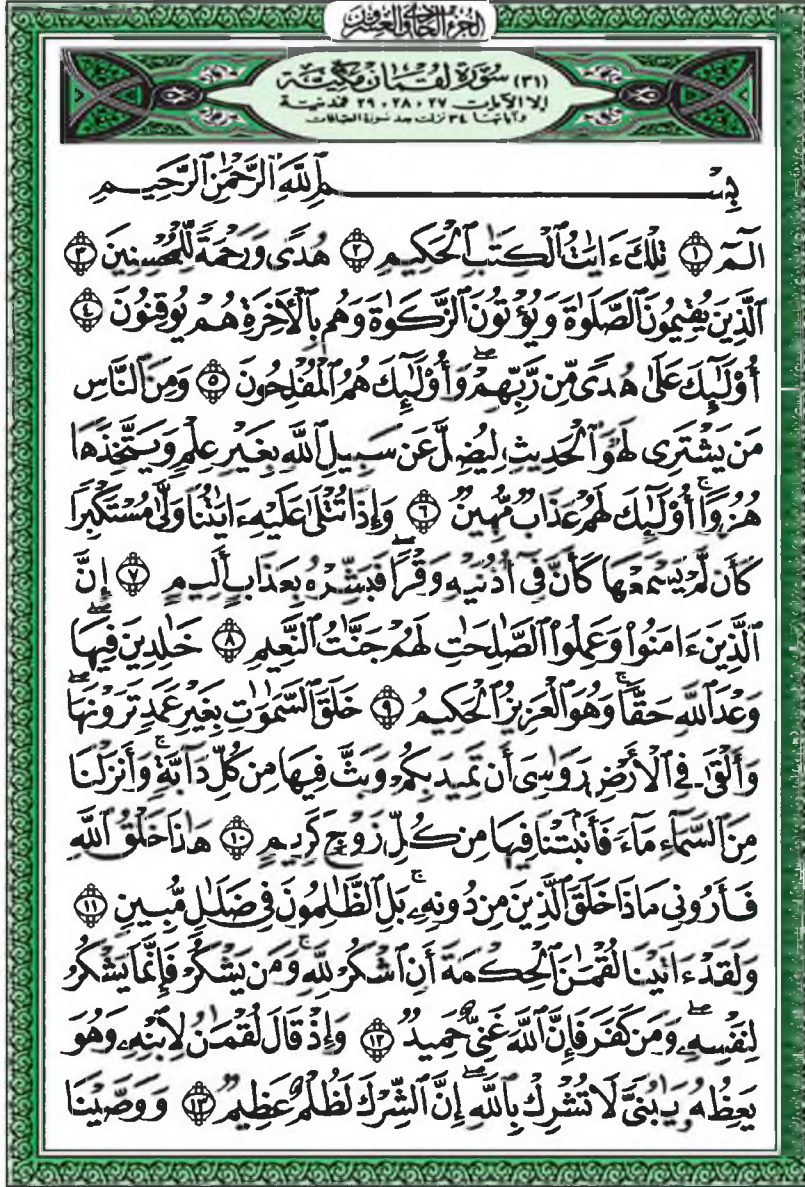 الجزء الحادي والعشرون
(٣١) سُورَة لقمَان مكيّة
إلا الآيات ٢٧ ، ٢٨ ، ٢٩ فمدنية
وآياتها ٣٤ نزلت بعد سورة الصافات
بِسْمِ ٱللَّهِ ٱلرَّحْمَٰنِ ٱلرَّحِيمِ
الٓمٓ ﴿١﴾ تِلْكَ ءَايَٰتُ ٱلْكِتَٰبِ ٱلْحَكِيمِ ﴿٢﴾ هُدًى وَرَحْمَةً لِّلْمُحْسِنِينَ ﴿٣﴾
ٱلَّذِينَ يُقِيمُونَ ٱلصَّلَوٰةَ وَيُؤْتُونَ ٱلزَّكَوٰةَ وَهُم بِٱلْأَخِرَةِ هُمْ يُوقِنُونَ ﴿٤﴾
أُوْلَٰٓئِكَ عَلَىٰ هُدًى مِّن رَّبِّهِمْ ۖ وَأُوْلَٰٓئِكَ هُمُ ٱلْمُفْلِحُونَ ﴿٥﴾ وَمِنَ ٱلنَّاسِ
مَن يَشْتَرِى لَهْوَ ٱلْحَدِيثِ لِيُضِلَّ عَن سَبِيلِ ٱللَّهِ بِغَيْرِ عِلْمٍ وَيَتَّخِذَهَا
هُزُوًا ۚ أُوْلَٰٓئِكَ لَهُمْ عَذَابٌ مُّهِينٌ ﴿٦﴾ وَإِذَا تُتْلَىٰ عَلَيْهِ ءَايَٰتُنَا وَلَّىٰ مُسْتَكْبِرًا
كَأَن لَّمْ يَسْمَعْهَا كَأَنَّ فِىٓ أُذُنَيْهِ وَقْرًا ۖ فَبَشِّرْهُ بِعَذَابٍ أَلِيمٍ ﴿٧﴾ إِنَّ
ٱلَّذِينَ ءَامَنُوا۟ وَعَمِلُوا۟ ٱلصَّٰلِحَٰتِ لَهُمْ جَنَّٰتُ ٱلنَّعِيمِ ﴿٨﴾ خَٰلِدِينَ فِيهَا ۖ
وَعْدَ ٱللَّهِ حَقًّا ۚ وَهُوَ ٱلْعَزِيزُ ٱلْحَكِيمُ ﴿٩﴾ خَلَقَ ٱلسَّمَٰوَٰتِ بِغَيْرِ عَمَدٍ تَرَوْنَهَا ۖ
وَأَلْقَىٰ فِى ٱلْأَرْضِ رَوَٰسِىَ أَن تَمِيدَ بِكُمْ وَبَثَّ فِيهَا مِن كُلِّ دَآبَّةٍ ۚ وَأَنزَلْنَا
مِنَ ٱلسَّمَآءِ مَآءً فَأَنۢبَتْنَا فِيهَا مِن كُلِّ زَوْجٍ كَرِيمٍ ﴿١٠﴾ هَٰذَا خَلْقُ ٱللَّهِ
فَأَرُونِى مَاذَا خَلَقَ ٱلَّذِينَ مِن دُونِهِۦ ۚ بَلِ ٱلظَّٰلِمُونَ فِى ضَلَٰلٍ مُّبِينٍ ﴿١١﴾
وَلَقَدْ ءَاتَيْنَا لُقْمَٰنَ ٱلْحِكْمَةَ أَنِ ٱشْكُرْ لِلَّهِ ۚ وَمَن يَشْكُرْ فَإِنَّمَا يَشْكُرُ
لِنَفْسِهِۦ ۖ وَمَن كَفَرَ فَإِنَّ ٱللَّهَ غَنِىٌّ حَمِيدٌ ﴿١٢﴾ وَإِذْ قَالَ لُقْمَٰنُ لِٱبْنِهِۦ وَهُوَ
يَعِظُهُۥ يَٰبُنَىَّ لَا تُشْرِكْ بِٱللَّهِ ۖ إِنَّ ٱلشِّرْكَ لَظُلْمٌ عَظِيمٌ ﴿١٣﴾ وَوَصَّيْنَا